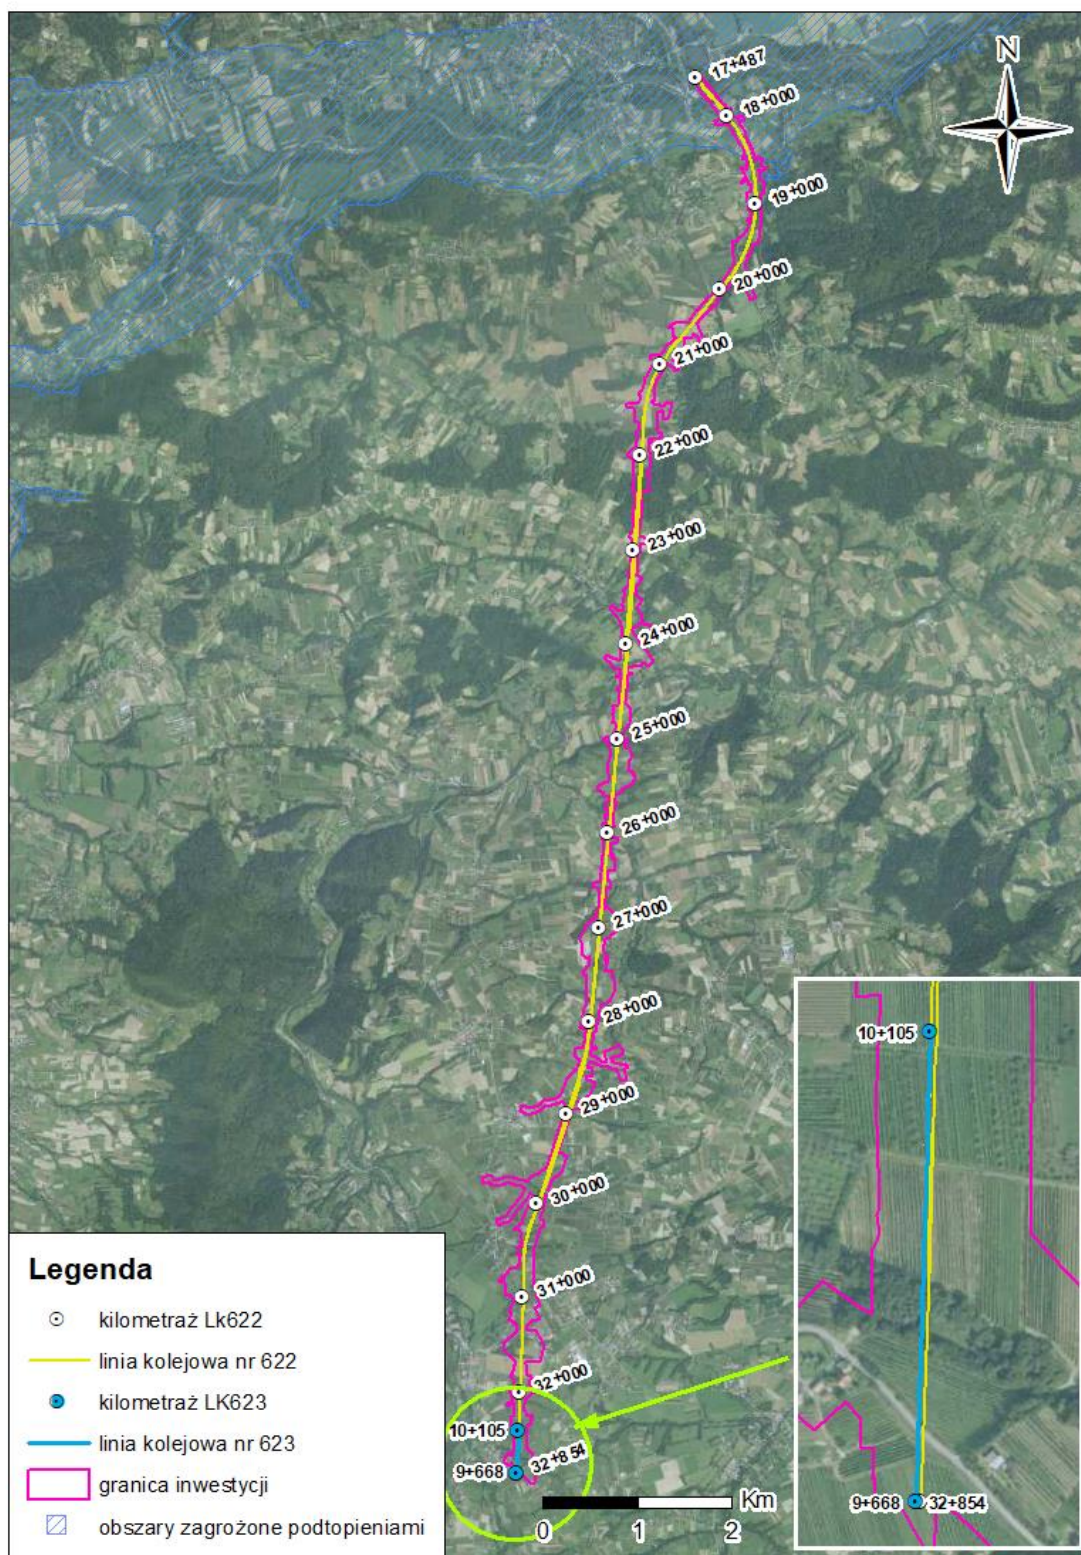 N
17+487
18+000
19+000
20+000
21+000
22+000
23+000
24+000
25+000
26+000
27+000
28+000
29+000
30+000
31+000
32+000
10+105
9+668
32+854
10+105
9+668
32+854
Km
0
1
2
Legenda
kilometraż Lk622
linia kolejowa nr 622
kilometraż LK623
linia kolejowa nr 623
granica inwestycji
obszary zagrożone podtopieniami